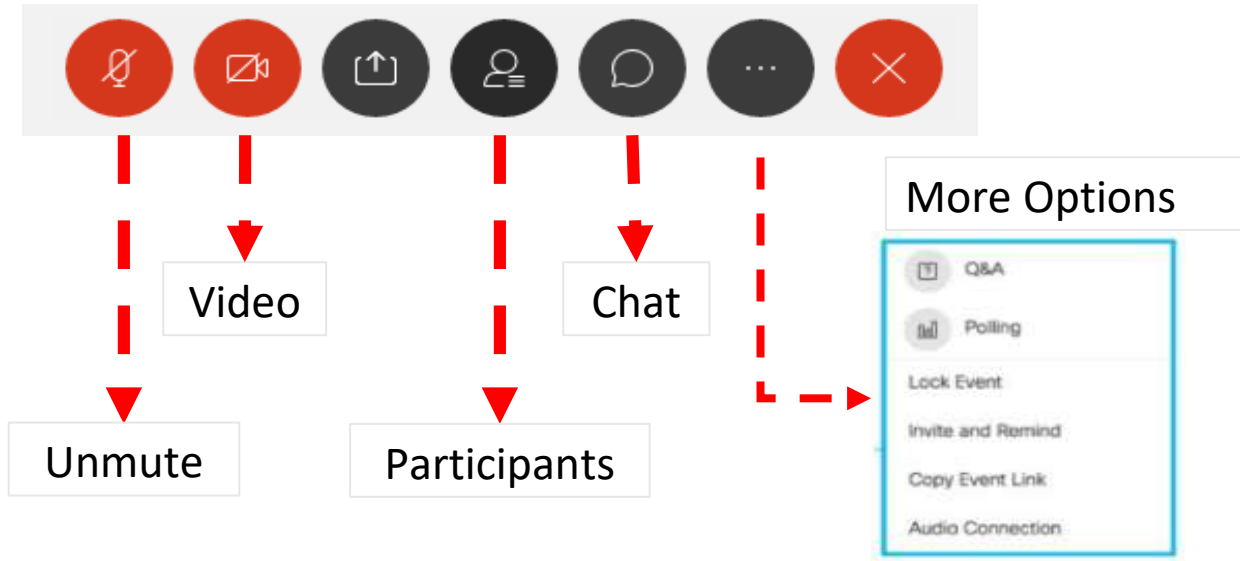 More Options
Q&A
Polling
Lock Event
Invite and Remind
Copy Event Link
Audio Connection
Video
Chat
Unmute
Participants